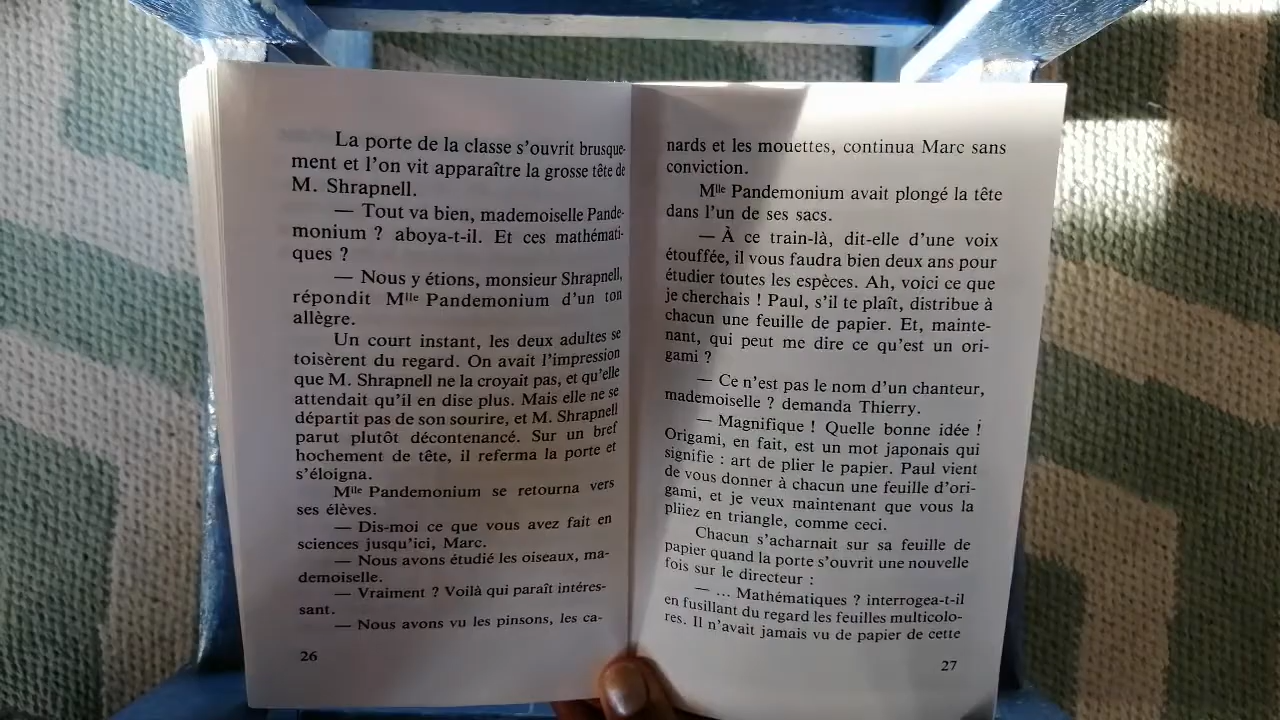 La porte de la classe s'ouvrit brusque-
ment et l'on vit apparaître la grosse tête de
M. Shrapnell.
— Tout va bien, mademoiselle Pande-
monium ? aboya-t-il. Et ces mathémati-
ques ?
— Nous y étions, monsieur Shrapnell,
répondit Mlle Pandemonium d'un ton
allègre.
Un court instant, les deux adultes se
toisèrent du regard. On avait l'impression
que M. Shrapnell ne la croyait pas, et qu'elle
attendait qu'il en dise plus. Mais elle ne se
départit pas de son sourire, et M. Shrapnell
parut plutôt décontenancé. Sur un bref
hochement de tête, il referma la porte et
s'éloigna.
Mlle Pandemonium se retourna vers
ses élèves.
— Dis-moi ce que vous avez fait en
sciences jusqu'ici, Marc.
— Nous avons étudié les oiseaux, ma-
demoiselle.
— Vraiment ? Voilà qui paraît intéres-
sant.
— Nous avons vu les pinsons, les ca-
26
nards et les mouettes, continua Marc sans
conviction.
Mlle Pandemonium avait plongé la tête
dans l'un de ses sacs.
— À ce train-là, dit-elle d'une voix
étouffée, il vous faudra bien deux ans pour
étudier toutes les espèces. Ah, voici ce que
je cherchais ! Paul, s'il te plaît, distribue à
chacun une feuille de papier. Et, mainte-
nant, qui peut me dire ce qu'est un ori-
gami ?
— Ce n'est pas le nom d'un chanteur,
mademoiselle ? demanda Thierry.
— Magnifique ! Quelle bonne idée !
Origami, en fait, est un mot japonais qui
signifie : art de plier le papier. Paul vient
de vous donner à chacun une feuille d'ori-
gami, et je veux maintenant que vous la
pliiez en triangle, comme ceci.
Chacun s'acharnait sur sa feuille de
papier quand la porte s'ouvrit une nouvelle
fois sur le directeur :
— ... Mathématiques ? interrogea-t-il
en fusillant du regard les feuilles multicolo-
res. Il n'avait jamais vu de papier de cette
27